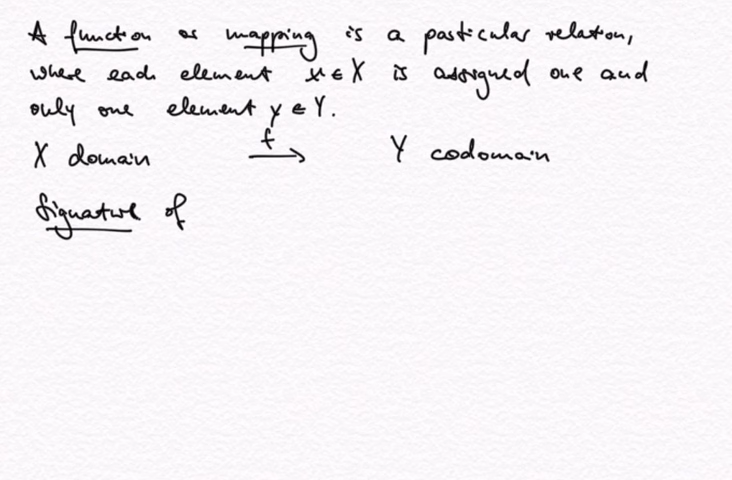 A function or mapping is a particular relation,
where each element x ∈ X is assigned one and
only one element y ∈ Y.
X domain f → Y codomain
Signature of